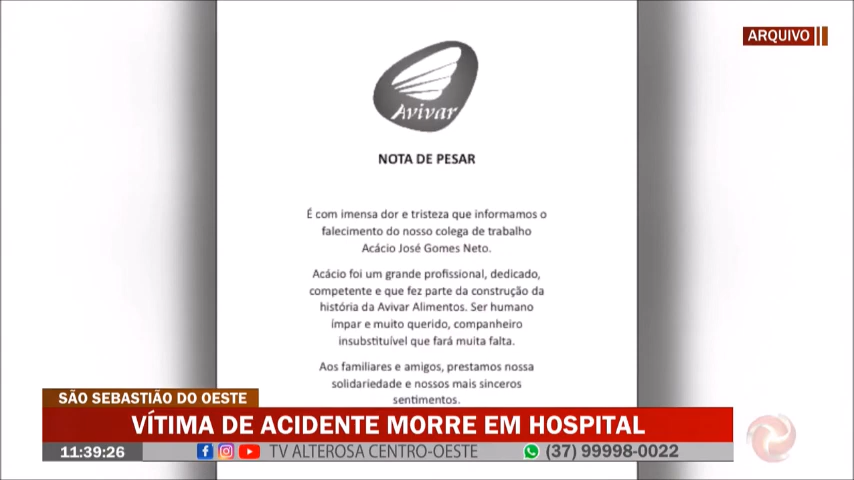 ARQUIVO
Avivar
NOTA DE PESAR
É com imensa dor e tristeza que informamos o
falecimento do nosso colega de trabalho
Acácio José Gomes Neto.
Acácio foi um grande profissional, dedicado,
competente e que fez parte da construção da
história da Avivar Alimentos. Ser humano
ímpar e muito querido, companheiro
insubstituível que fará muita falta.
Aos familiares e amigos, prestamos nossa
solidariedade e nossos mais sinceros
sentimentos.
SÃO SEBASTIÃO DO OESTE
VÍTIMA DE ACIDENTE MORRE EM HOSPITAL
11:39:26 TV ALTEROSA CENTRO-OESTE (37) 99998-0022